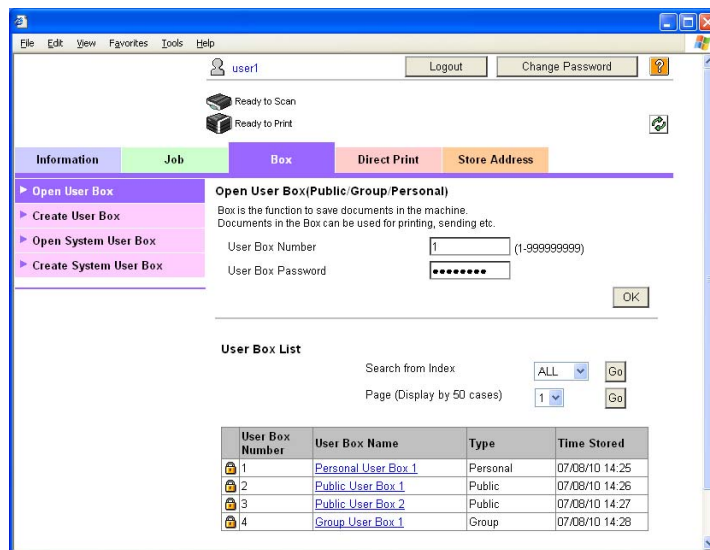 File Edit View Favorites Tools Help
user1 Logout Change Password ?
Ready to Scan
Ready to Print
Information Job Box Direct Print Store Address
Open User Box
Create User Box
Open System User Box
Create System User Box
Open User Box(Public/Group/Personal)
Box is the function to save documents in the machine.
Documents in the Box can be used for printing, sending etc.
User Box Number 1 (1-999999999)
User Box Password ●●●●●●●●
OK
User Box List
Search from Index ALL Go
Page (Display by 50 cases) 1 Go
User Box Number User Box Name Type Time Stored
1 Personal User Box 1 Personal 07/08/10 14:25
2 Public User Box 1 Public 07/08/10 14:26
3 Public User Box 2 Public 07/08/10 14:27
4 Group User Box 1 Group 07/08/10 14:28